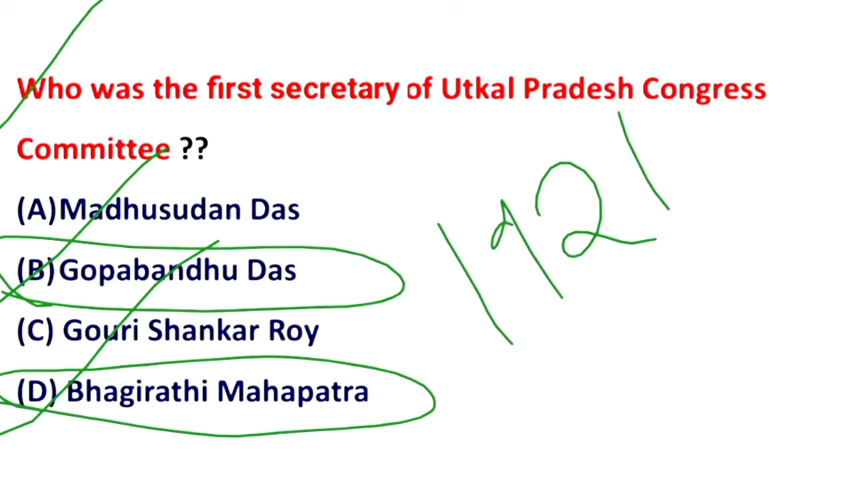 Who was the first secretary of Utkal Pradesh Congress
Committee ??
(A)Madhusudan Das
(B)Gopabandhu Das
(C) Gouri Shankar Roy
(D) Bhagirathi Mahapatra
1921